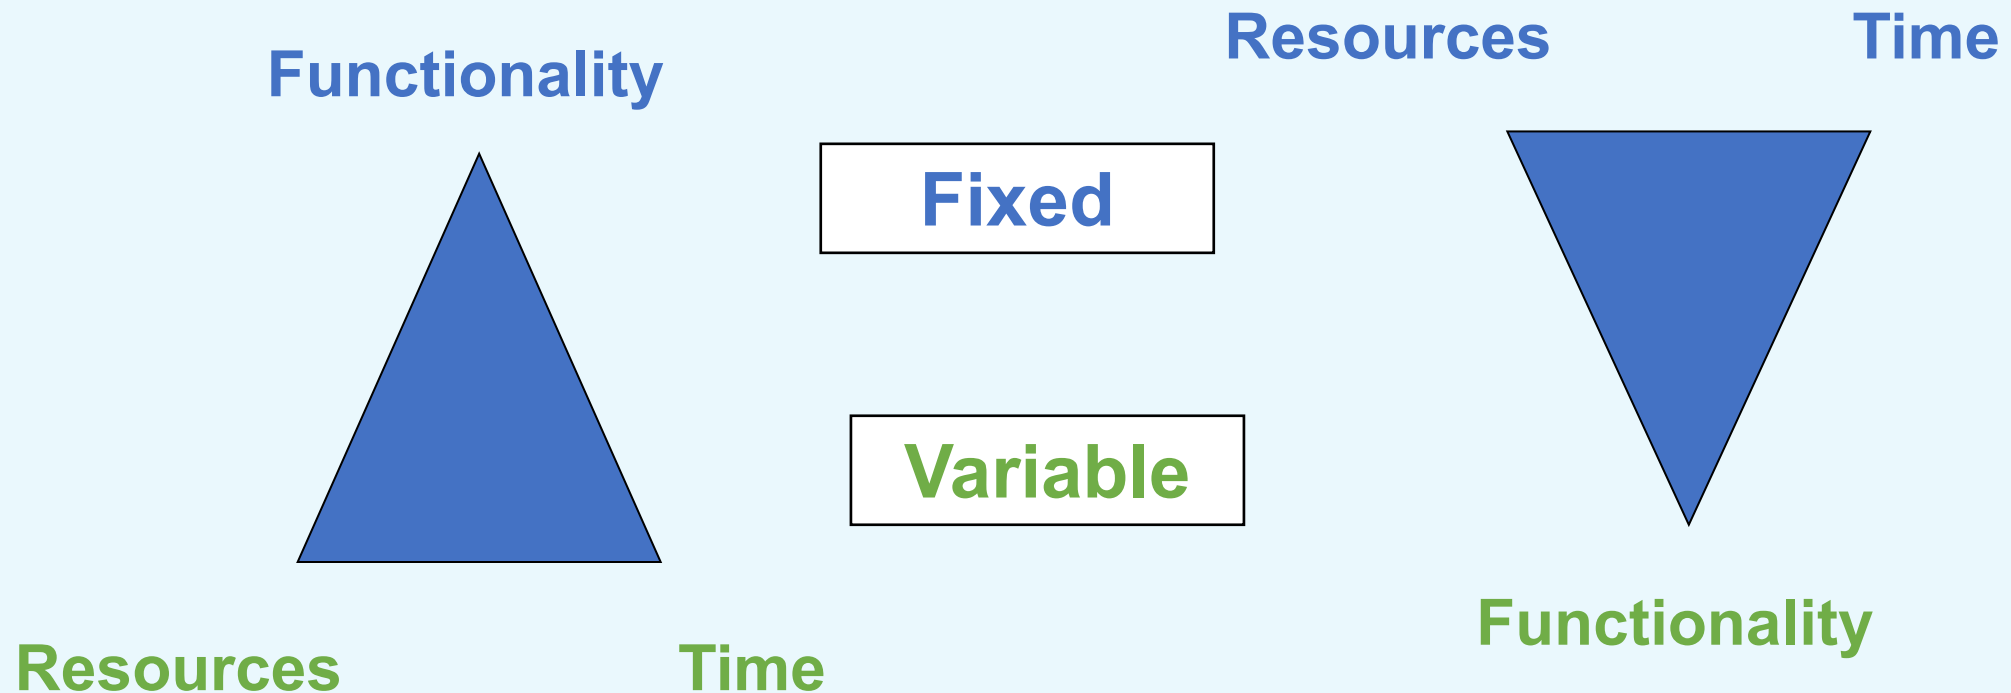 Functionality
Resources
Time
Fixed
Resources
Time
Variable
Functionality